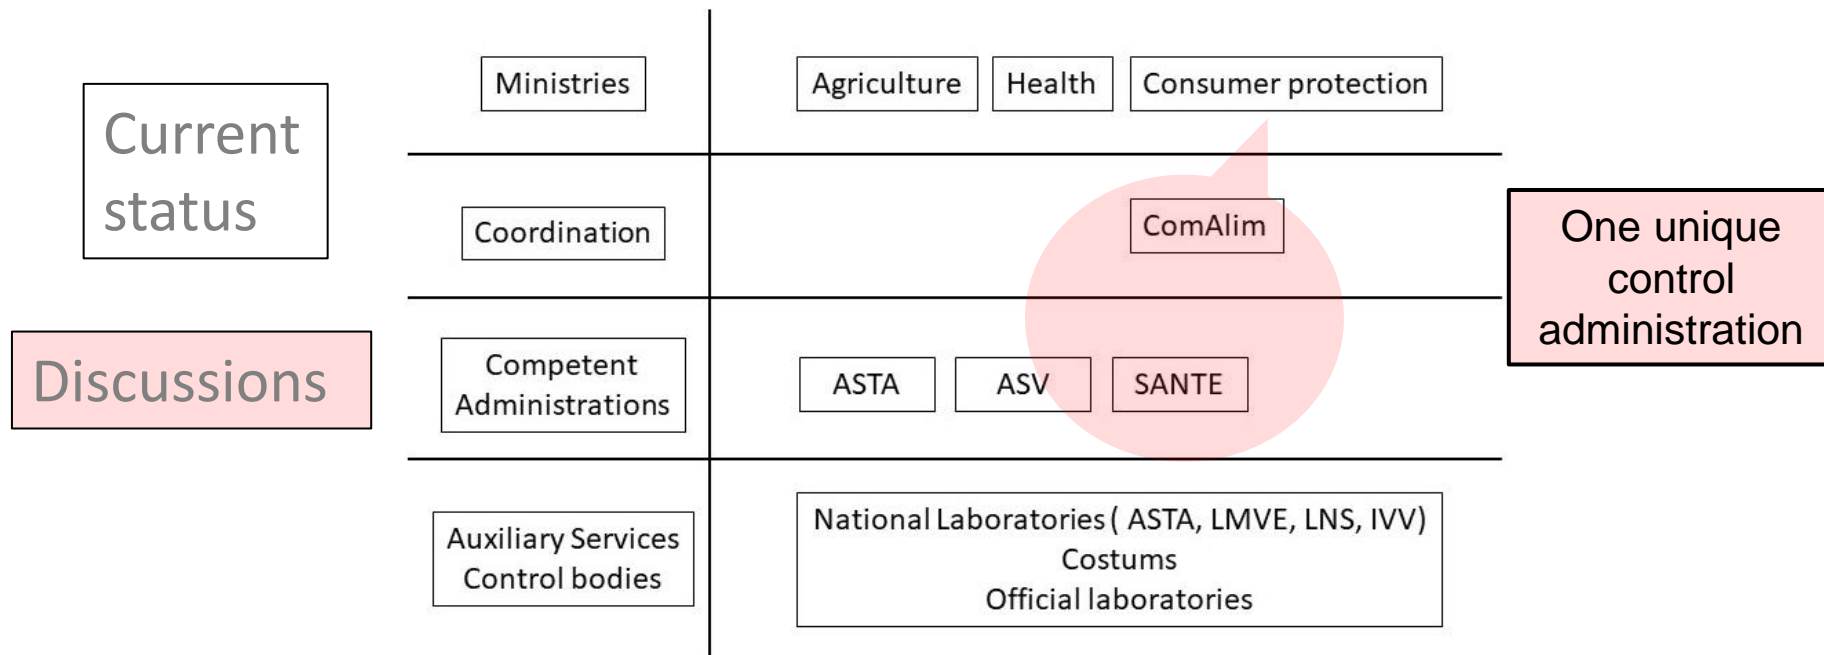 Current
status
Discussions
Ministries
Agriculture
Health
Consumer protection
Coordination
ComAlim
Competent
Administrations
ASTA
ASV
SANTE
Auxiliary Services
Control bodies
National Laboratories ( ASTA, LMVE, LNS, IVV)
Costums
Official laboratories
One unique
control
administration